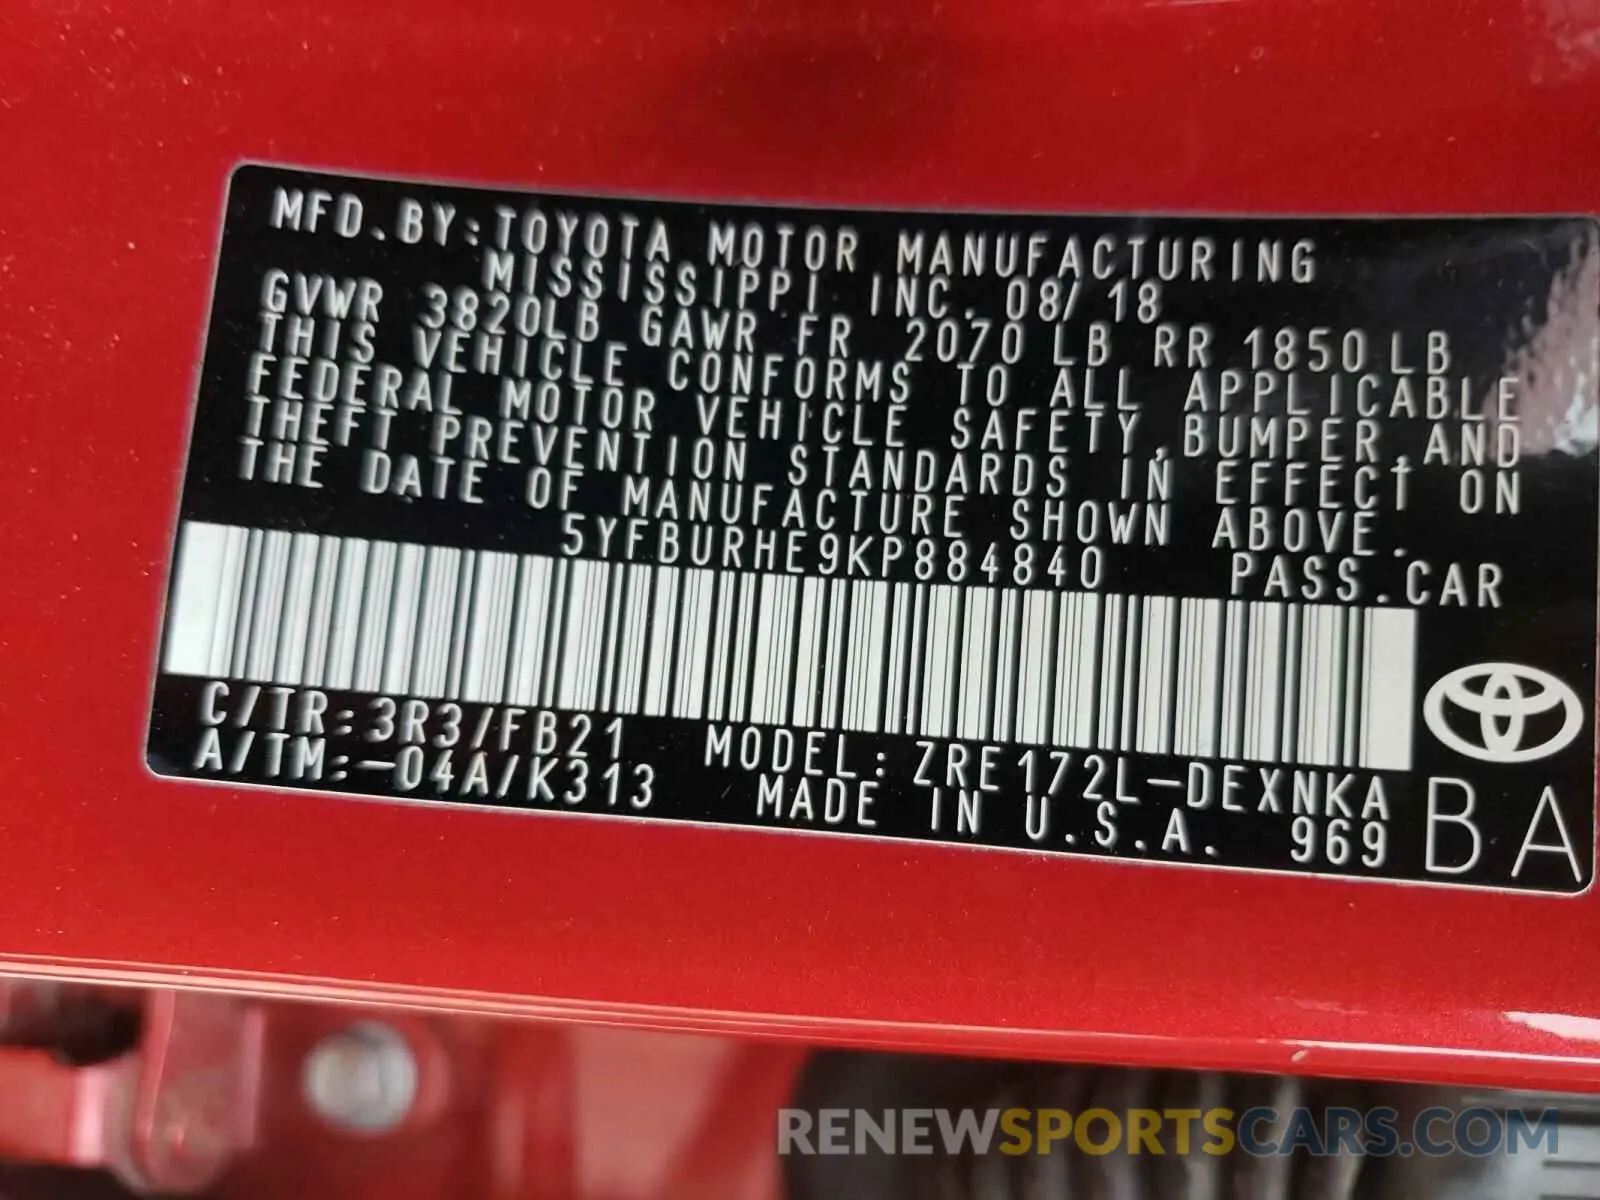 MFD.BY:TOYOTA MOTOR MANUFACTURING
MISSISSIPPI INC. 08/18
GVWR 3820LB GAWR FR 2070LB RR 1850LB
THIS VEHICLE CONFORMS TO ALL APPLICABLE
FEDERAL MOTOR VEHICLE SAFETY,BUMPER,AND
THEFT PREVENTION STANDARDS IN EFFECT ON
THE DATE OF MANUFACTURE SHOWN ABOVE.
5YFBURHE9KP884840 PASS.CAR
C/TR:3R3/FB21 MODEL:ZRE172L-DEXNKA
A/TM:-04A/K313 MADE IN U.S.A. 969
BA
RENEWSPORTSCARS.COM